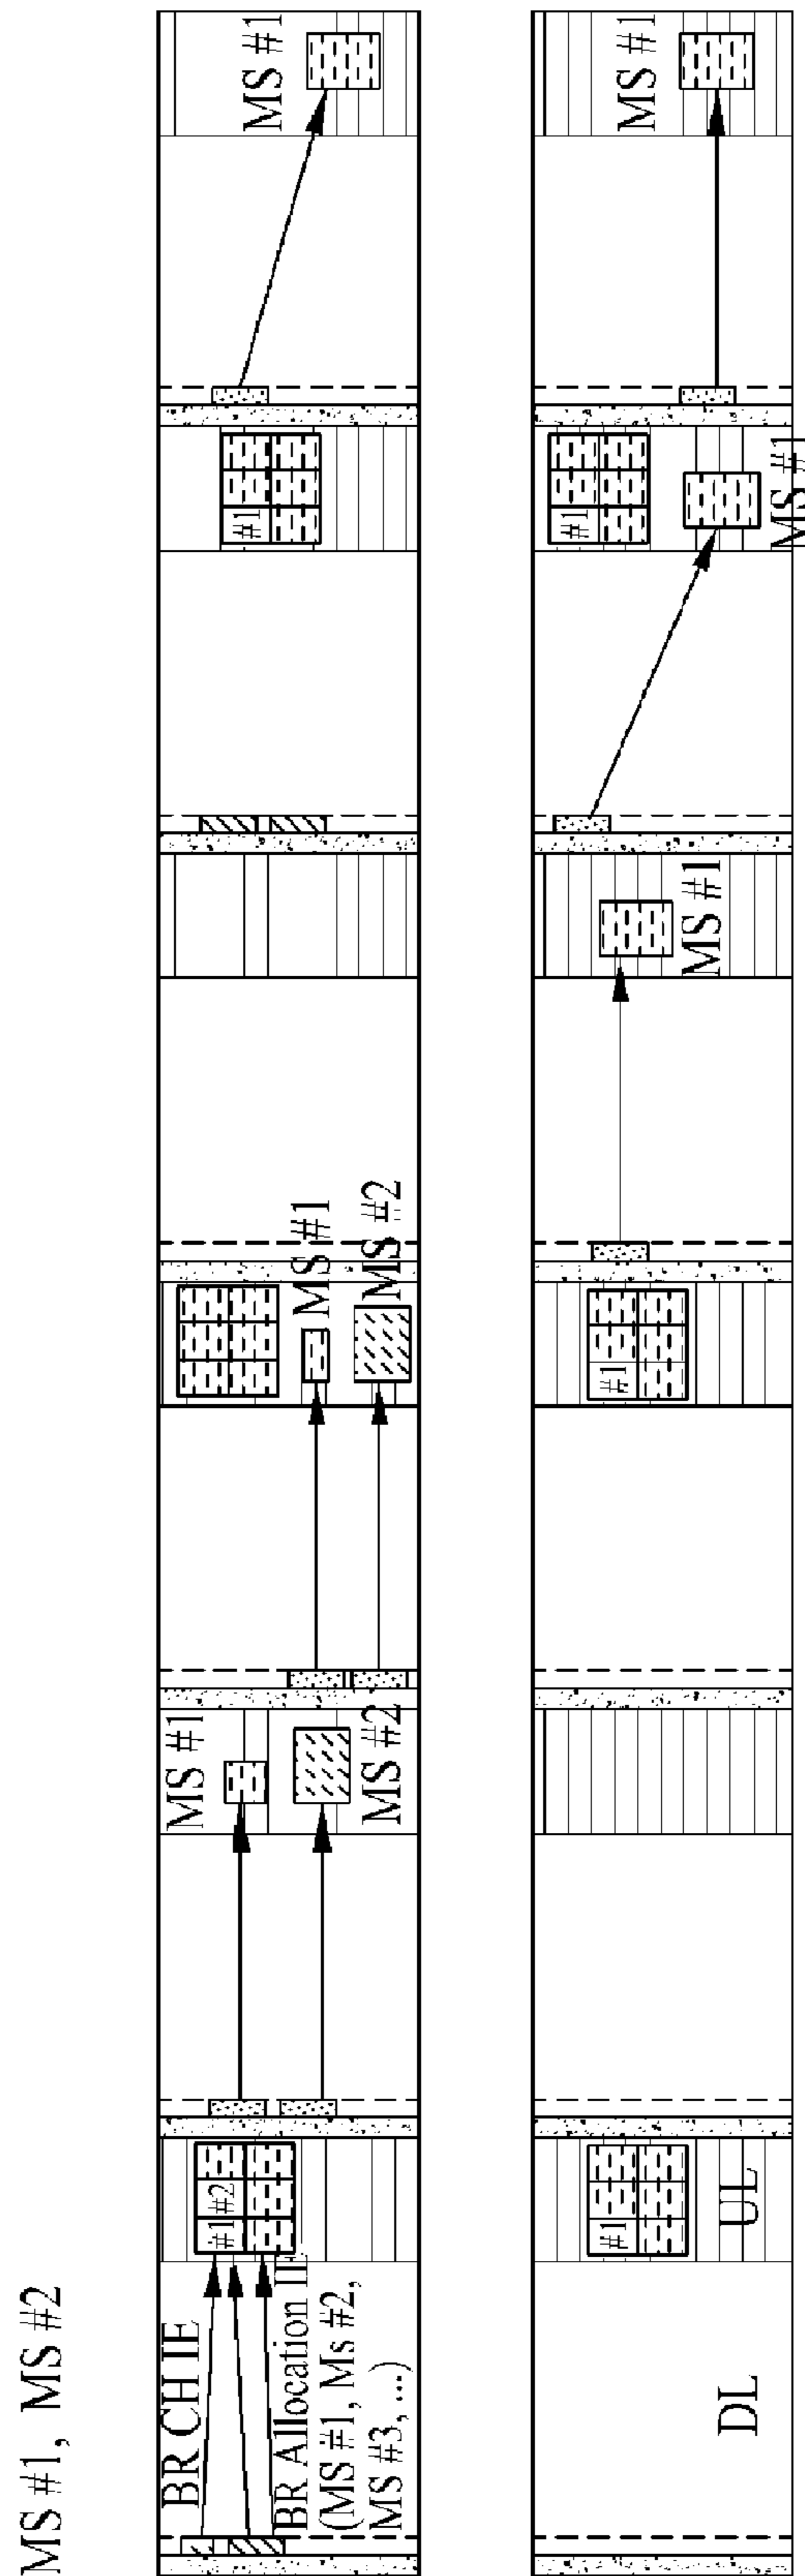 MS #1, MS #2
BR CH IE
BR Allocation IE
(MS #1, Ms #2,
MS #3, ...)
#1 #2
MS #1
MS #2
MS #1
MS #2
#1
MS #1
DL
#1
UL
#1
MS #1
#1
MS #1
MS #1